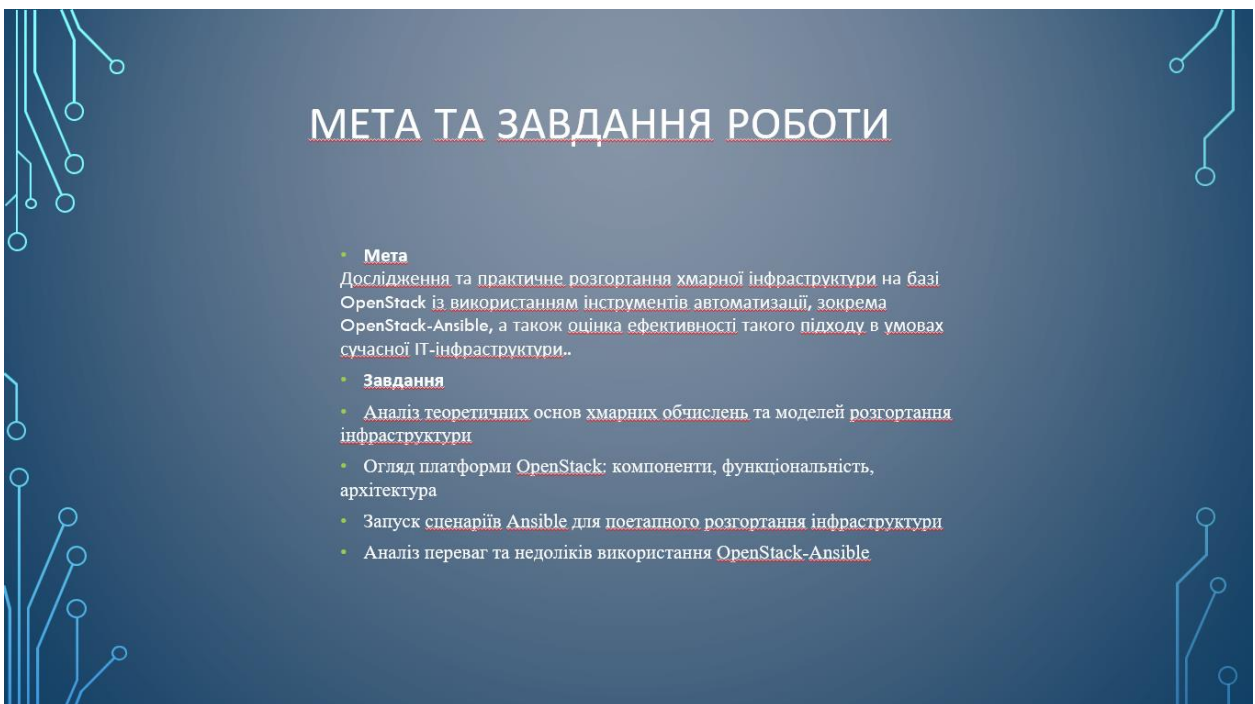 МЕТА ТА ЗАВДАННЯ РОБОТИ
• Мета
Дослідження та практичне розгортання хмарної інфраструктури на базі
OpenStack із використанням інструментів автоматизації, зокрема
OpenStack-Ansible, а також оцінка ефективності такого підходу в умовах
сучасної ІТ-інфраструктури..
• Завдання
• Аналіз теоретичних основ хмарних обчислень та моделей розгортання
інфраструктури
• Огляд платформи OpenStack: компоненти, функціональність,
архітектура
• Запуск сценаріїв Ansible для поетапного розгортання інфраструктури
• Аналіз переваг та недоліків використання OpenStack-Ansible